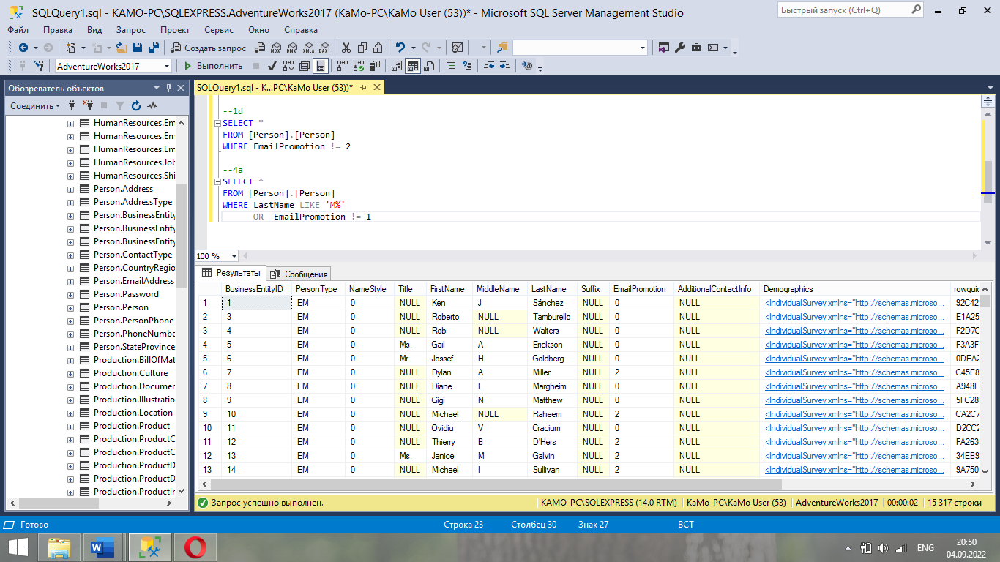 SQLQuery1.sql - KAMO-PC\SQLEXPRESS.AdventureWorks2017 (KaMo-PC\KaMo User (53))* - Microsoft SQL Server Management Studio
Быстрый запуск (Ctrl+Q)
Файл Правка Вид Запрос Проект Сервис Окно Справка
Создать запрос MDX DMX XMLA DAX
AdventureWorks2017 Выполнить
Обозреватель объектов
Соединить
HumanResources.Em
HumanResources.Em
HumanResources.Em
HumanResources.Job
HumanResources.Shi
Person.Address
Person.AddressType
Person.BusinessEntity
Person.BusinessEntity
Person.BusinessEntity
Person.ContactType
Person.CountryRegio
Person.EmailAddress
Person.Password
Person.Person
Person.PersonPhone
Person.PhoneNumbe
Person.StateProvince
Production.BillOfMat
Production.Culture
Production.Documen
Production.Illustratio
Production.Location
Production.Product
Production.ProductC
Production.ProductC
Production.ProductD
Production.ProductD
Production.ProductIn
SQLQuery1.sql - K...PC\KaMo User (53))*
--1d
SELECT *
FROM [Person].[Person]
WHERE EmailPromotion != 2
--4a
SELECT *
FROM [Person].[Person]
WHERE LastName LIKE 'M%'
OR EmailPromotion != 1
100 %
Результаты Сообщения
BusinessEntityID PersonType NameStyle Title FirstName MiddleName LastName Suffix EmailPromotion AdditionalContactInfo Demographics rowguid
1 1 EM 0 NULL Ken J Sánchez NULL 0 NULL <IndividualSurvey xmlns="http://schemas.microso... 92C42
2 3 EM 0 NULL Roberto NULL Tamburello NULL 0 NULL <IndividualSurvey xmlns="http://schemas.microso... E1A25
3 4 EM 0 NULL Rob NULL Walters NULL 0 NULL <IndividualSurvey xmlns="http://schemas.microso... F2D7C
4 5 EM 0 Ms. Gail A Erickson NULL 0 NULL <IndividualSurvey xmlns="http://schemas.microso... F3A3F
5 6 EM 0 Mr. Jossef H Goldberg NULL 0 NULL <IndividualSurvey xmlns="http://schemas.microso... 0DEA2
6 7 EM 0 NULL Dylan A Miller NULL 2 NULL <IndividualSurvey xmlns="http://schemas.microso... C45E8
7 8 EM 0 NULL Diane L Margheim NULL 0 NULL <IndividualSurvey xmlns="http://schemas.microso... A948E
8 9 EM 0 NULL Gigi N Matthew NULL 0 NULL <IndividualSurvey xmlns="http://schemas.microso... 5FC28
9 10 EM 0 NULL Michael NULL Raheem NULL 2 NULL <IndividualSurvey xmlns="http://schemas.microso... CA2C7
10 11 EM 0 NULL Ovidiu V Cracium NULL 0 NULL <IndividualSurvey xmlns="http://schemas.microso... D2CC2
11 12 EM 0 NULL Thierry B D'Hers NULL 2 NULL <IndividualSurvey xmlns="http://schemas.microso... FA263
12 13 EM 0 Ms. Janice M Galvin NULL 2 NULL <IndividualSurvey xmlns="http://schemas.microso... 34EB9
13 14 EM 0 NULL Michael I Sullivan NULL 2 NULL <IndividualSurvey xmlns="http://schemas.microso... 9A750
Запрос успешно выполнен. KAMO-PC\SQLEXPRESS (14.0 RTM) KaMo-PC\KaMo User (53) AdventureWorks2017 00:00:02 15 317 строки
Готово Строка 23 Столбец 30 Знак 27 ВСТ
ENG 20:50
04.09.2022